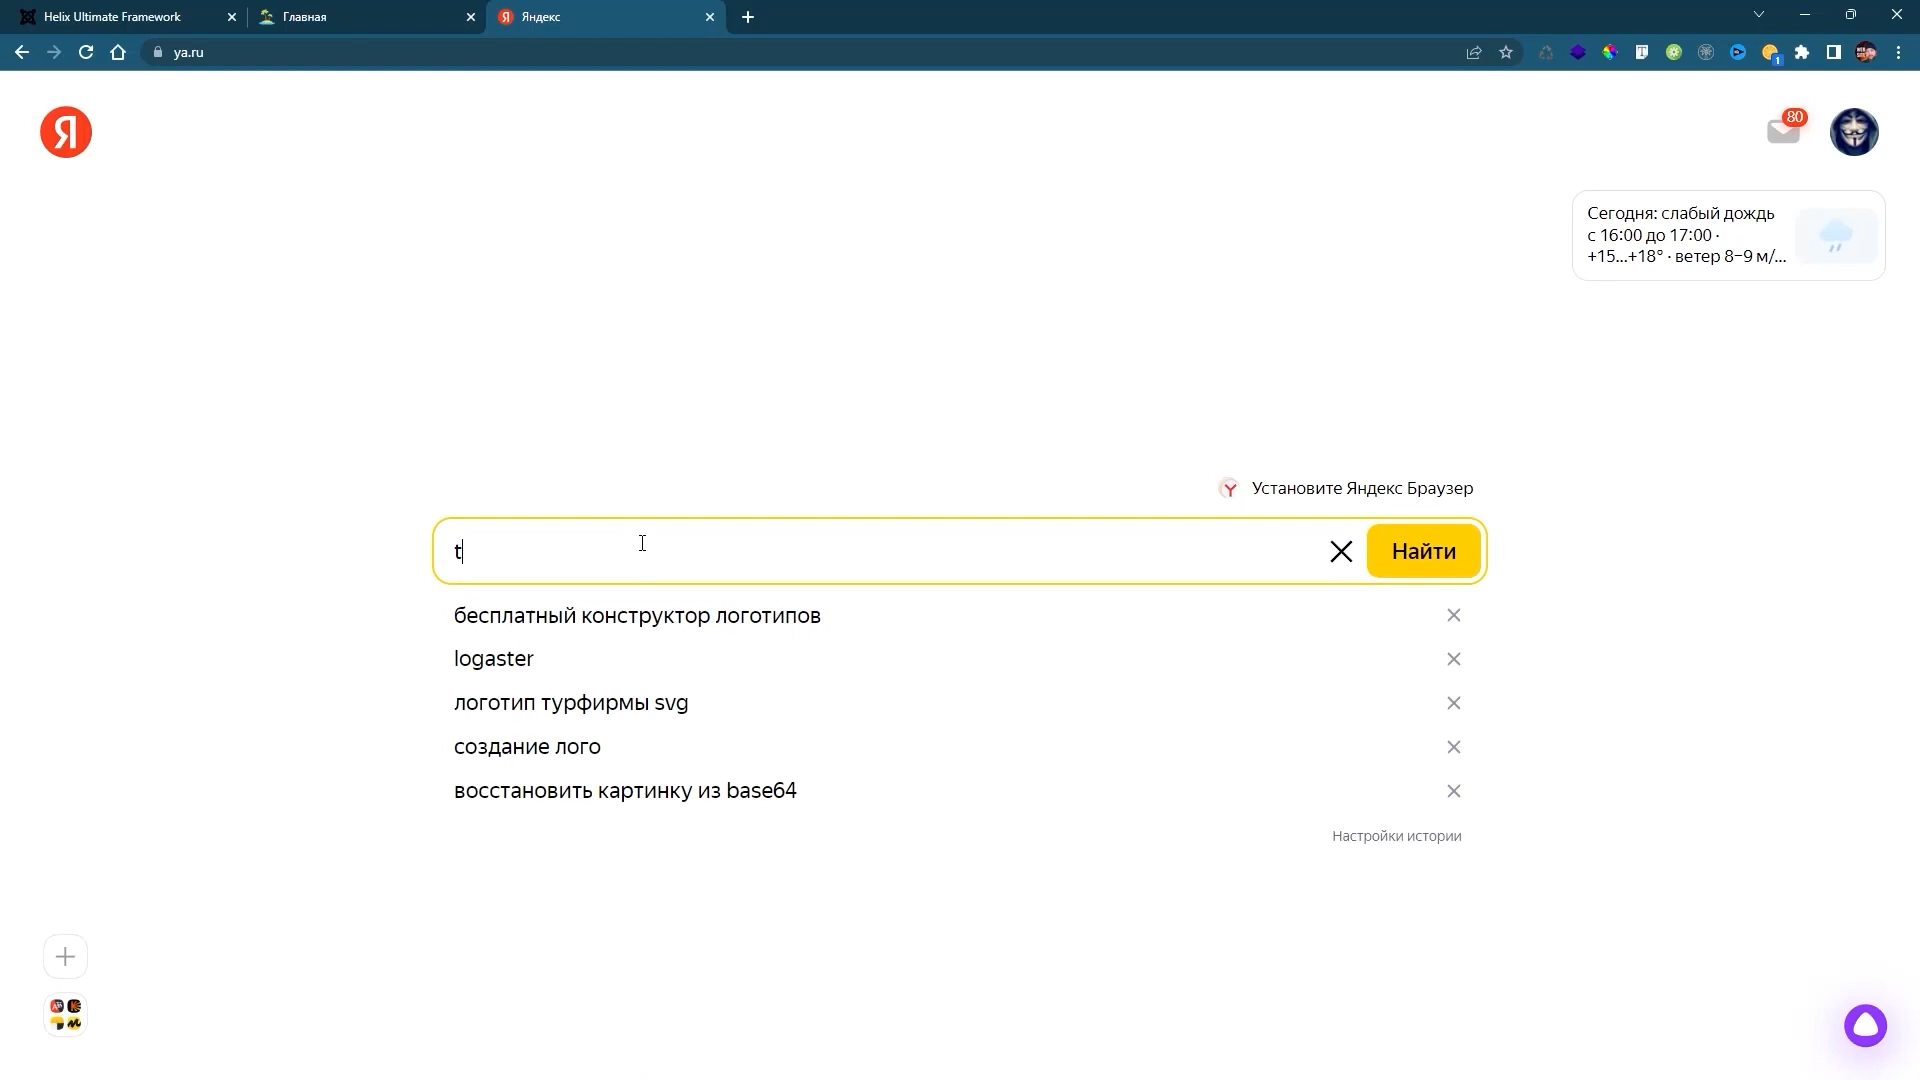 Helix Ultimate Framework
Главная
Яндекс
ya.ru
1
Я
80
Сегодня: слабый дождь
с 16:00 до 17:00 ·
+15...+18° · ветер 8–9 м/...
Установите Яндекс Браузер
t
Найти
бесплатный конструктор логотипов
logaster
логотип турфирмы svg
создание лого
восстановить картинку из base64
Настройки истории